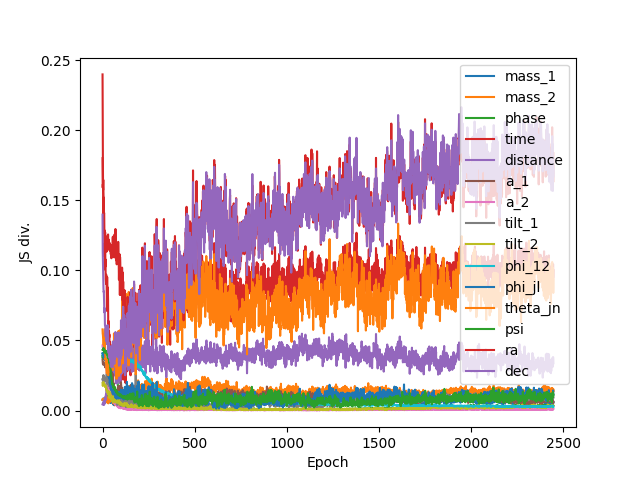 0.25
0.20
0.15
0.10
0.05
0.00
JS div.
0
500
1000
1500
2000
2500
Epoch
mass_1
mass_2
phase
time
distance
a_1
a_2
tilt_1
tilt_2
phi_12
phi_jl
theta_jn
psi
ra
dec